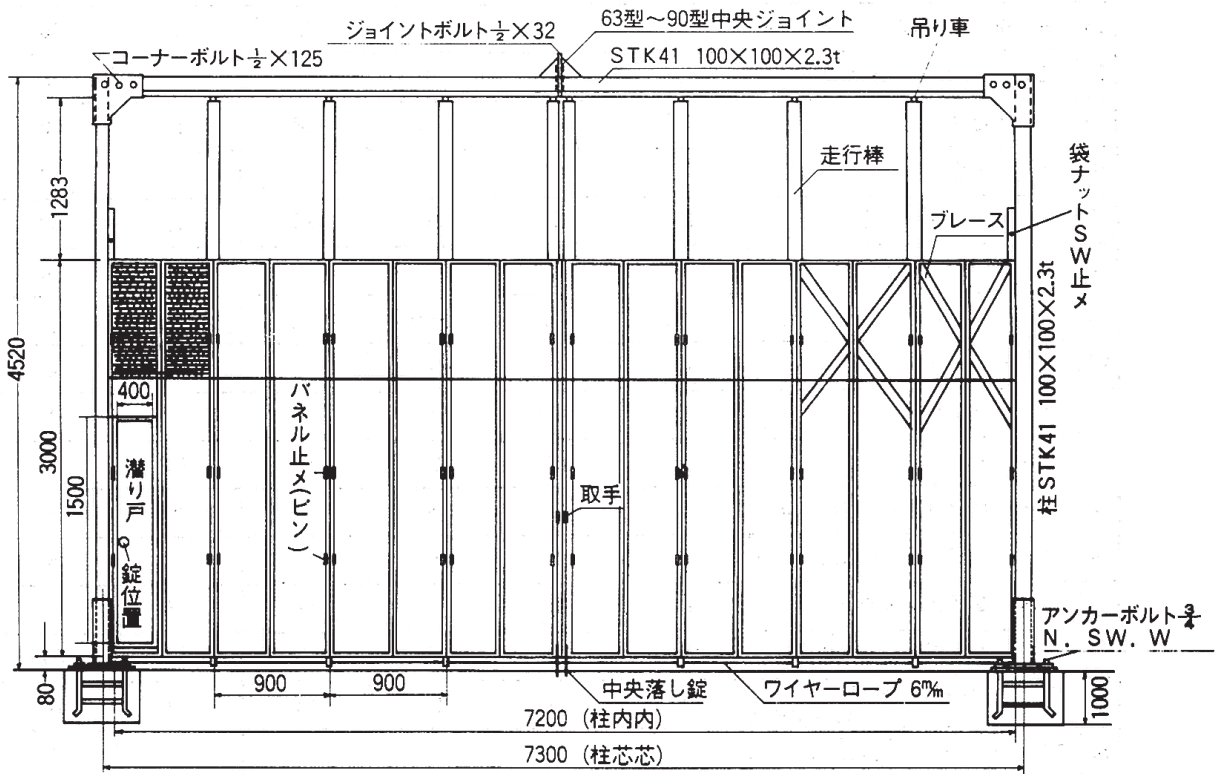 63型～90型中央ジョイント
ジョイントボルト½×32
吊り車
コーナーボルト½×125
STK41 100×100×2.3t
走行棒
袋ナットSW止メ
1283
ブレース
柱STK41 100×100×2.3t
4520
400
パネル止メ(ピン)
3000
1500
潜り戸
取手
錠位置
アンカーボルト¾
N. SW. W
900
900
中央落し錠
ワイヤーロープ 6m/m
80
1000
7200 (柱内内)
7300 (柱芯芯)